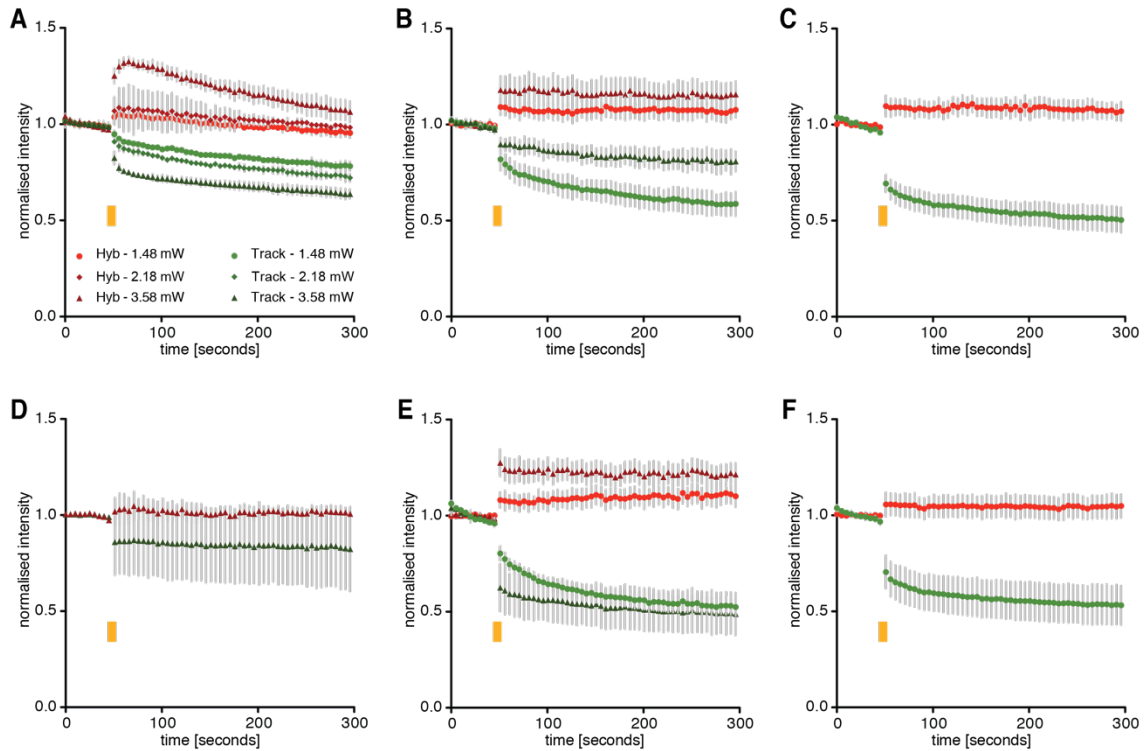 A
1.5
1.0
0.5
0.0
normalised intensity
Hyb - 1.48 mW
Track - 1.48 mW
Hyb - 2.18 mW
Track - 2.18 mW
Hyb - 3.58 mW
Track - 3.58 mW
0 100 200 300
time [seconds]
B
1.5
1.0
0.5
0.0
normalised intensity
0 100 200 300
time [seconds]
C
1.5
1.0
0.5
0.0
normalised intensity
0 100 200 300
time [seconds]
D
1.5
1.0
0.5
0.0
normalised intensity
0 100 200 300
time [seconds]
E
1.5
1.0
0.5
0.0
normalised intensity
0 100 200 300
time [seconds]
F
1.5
1.0
0.5
0.0
normalised intensity
0 100 200 300
time [seconds]